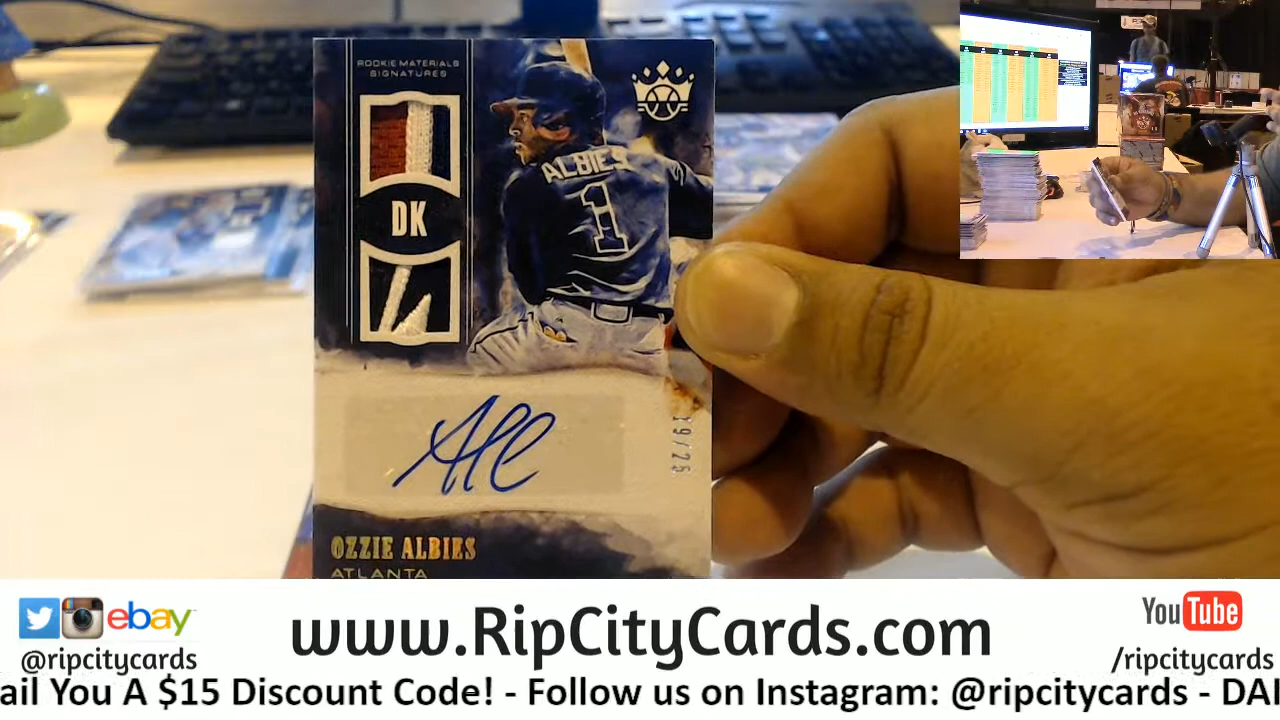 ROOKIE MATERIALS
SIGNATURES
DK
ALBIES
1
19/25
OZZIE ALBIES
ATLANTA
ebay
@ripcitycards
www.RipCityCards.com
YouTube
/ripcitycards
ail You A $15 Discount Code! - Follow us on Instagram: @ripcitycards - DAI